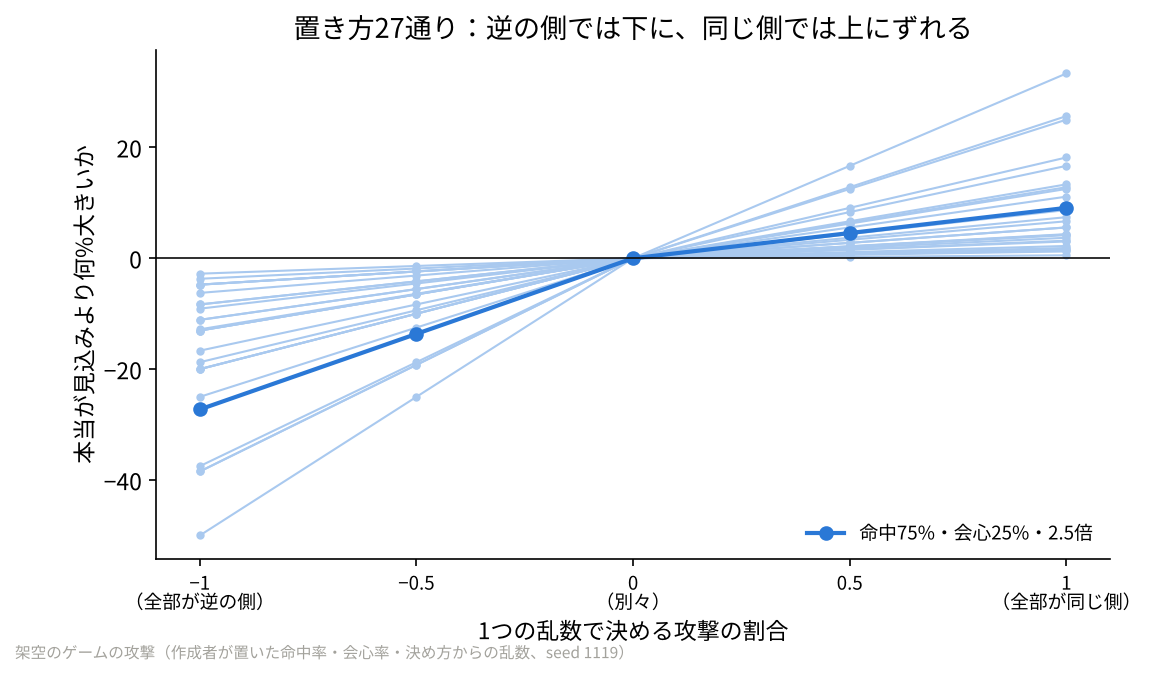 置き方27通り：逆の側では下に、同じ側では上にずれる
本当が見込みより何%大きいか
20
0
−20
−40
命中75%・会心25%・2.5倍
−1
（全部が逆の側）
−0.5
0
（別々）
0.5
1
（全部が同じ側）
1つの乱数で決める攻撃の割合
架空のゲームの攻撃（作成者が置いた命中率・会心率・決め方からの乱数、seed 1119）